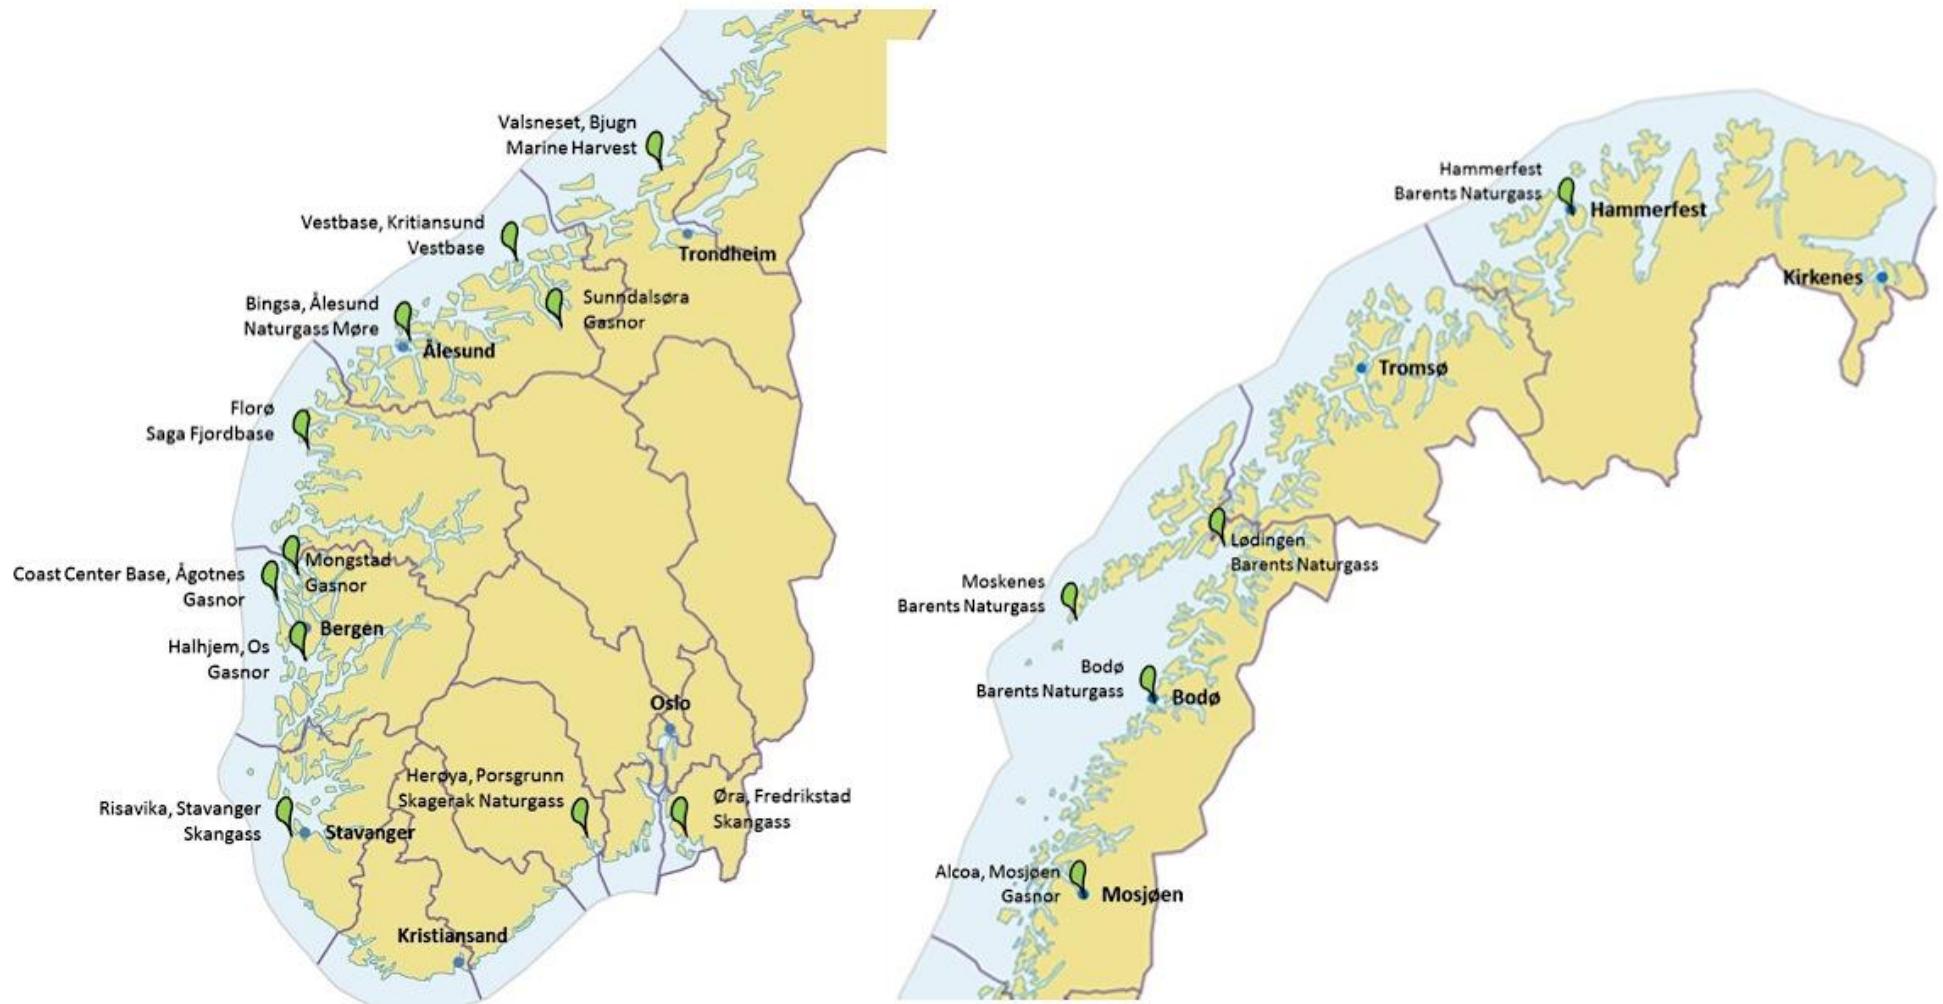 Valsneset, Bjugn
Marine Harvest
Vestbase, Kritiansund
Vestbase
Trondheim
Bingsa, Ålesund
Naturgass Møre
Sunndalsøra
Gasnor
Ålesund
Florø
Saga Fjordbase
Mongstad
Gasnor
Coast Center Base, Ågotnes
Gasnor
Bergen
Halhjem, Os
Gasnor
Oslo
Herøya, Porsgrunn
Skagerak Naturgass
Øra, Fredrikstad
Skangass
Risavika, Stavanger
Skangass
Stavanger
Kristiansand
Hammerfest
Barents Naturgass
Hammerfest
Kirkenes
Tromsø
Lødingen
Barents Naturgass
Moskenes
Barents Naturgass
Bodø
Barents Naturgass
Bodø
Alcoa, Mosjøen
Gasnor
Mosjøen